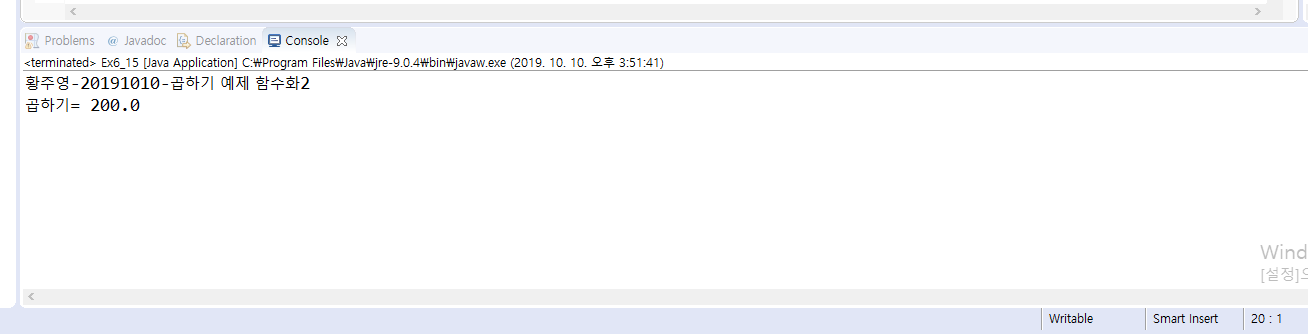 Problems @ Javadoc Declaration Console
<terminated> Ex6_15 [Java Application] C:₩Program Files₩Java₩jre-9.0.4₩bin₩javaw.exe (2019. 10. 10. 오후 3:51:41)
황주영-20191010-곱하기 예제 함수화2
곱하기= 200.0
Wind
[설정]으
Writable Smart Insert 20 : 1